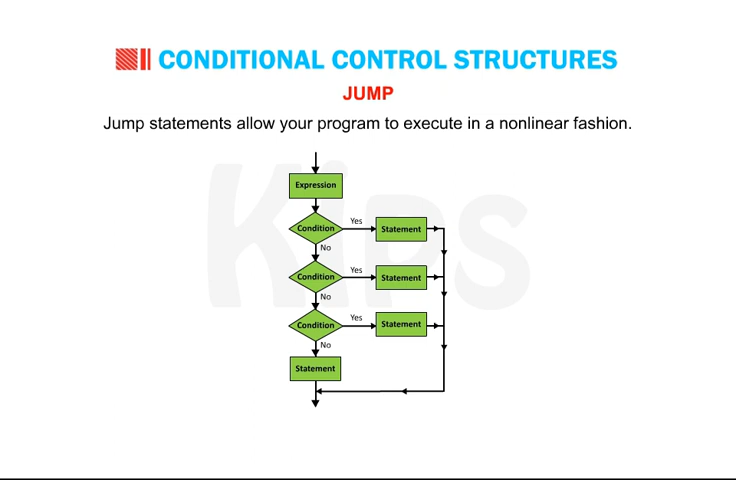 CONDITIONAL CONTROL STRUCTURES
JUMP
Jump statements allow your program to execute in a nonlinear fashion.
Kips
Expression
Condition Yes Statement
No
Condition Yes Statement
No
Condition Yes Statement
No
Statement